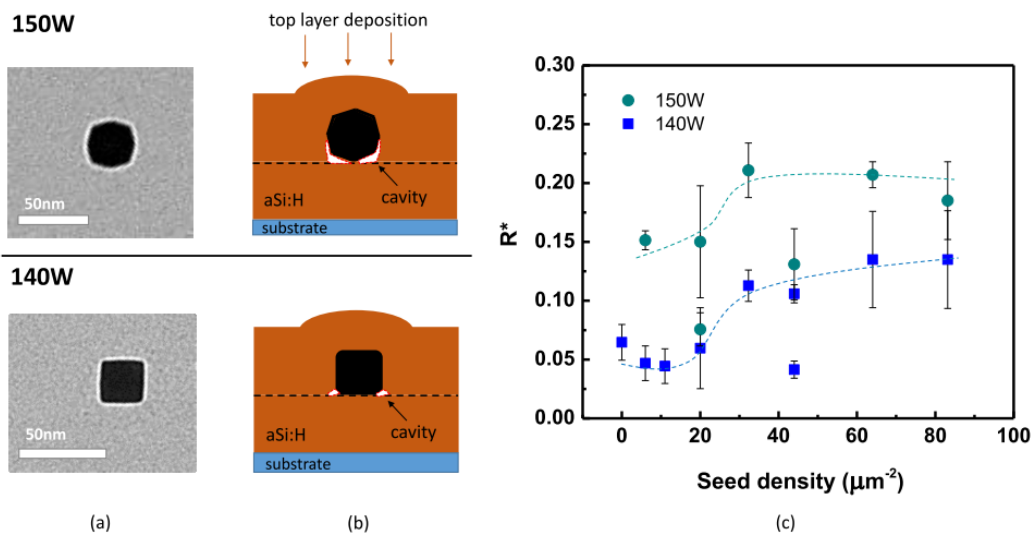 150W
50nm
top layer deposition
cavity
aSi:H
substrate
140W
50nm
cavity
aSi:H
substrate
(a)
(b)
0.30
0.25
0.20
0.15
0.10
0.05
0.00
R*
150W
140W
0 20 40 60 80 100
Seed density (μm⁻²)
(c)